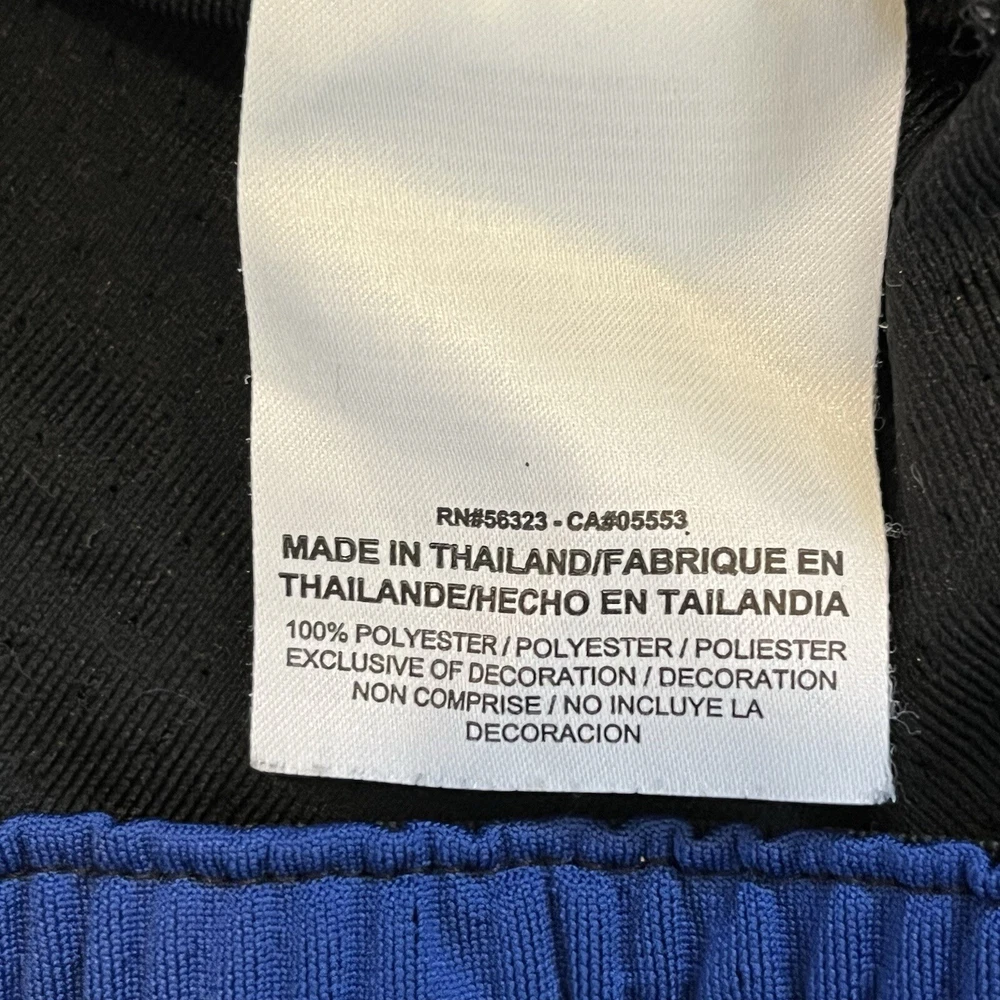 RN#56323 - CA#05553
MADE IN THAILAND/FABRIQUE EN
THAILANDE/HECHO EN TAILANDIA
100% POLYESTER / POLYESTER / POLIESTER
EXCLUSIVE OF DECORATION / DECORATION
NON COMPRISE / NO INCLUYE LA
DECORACION